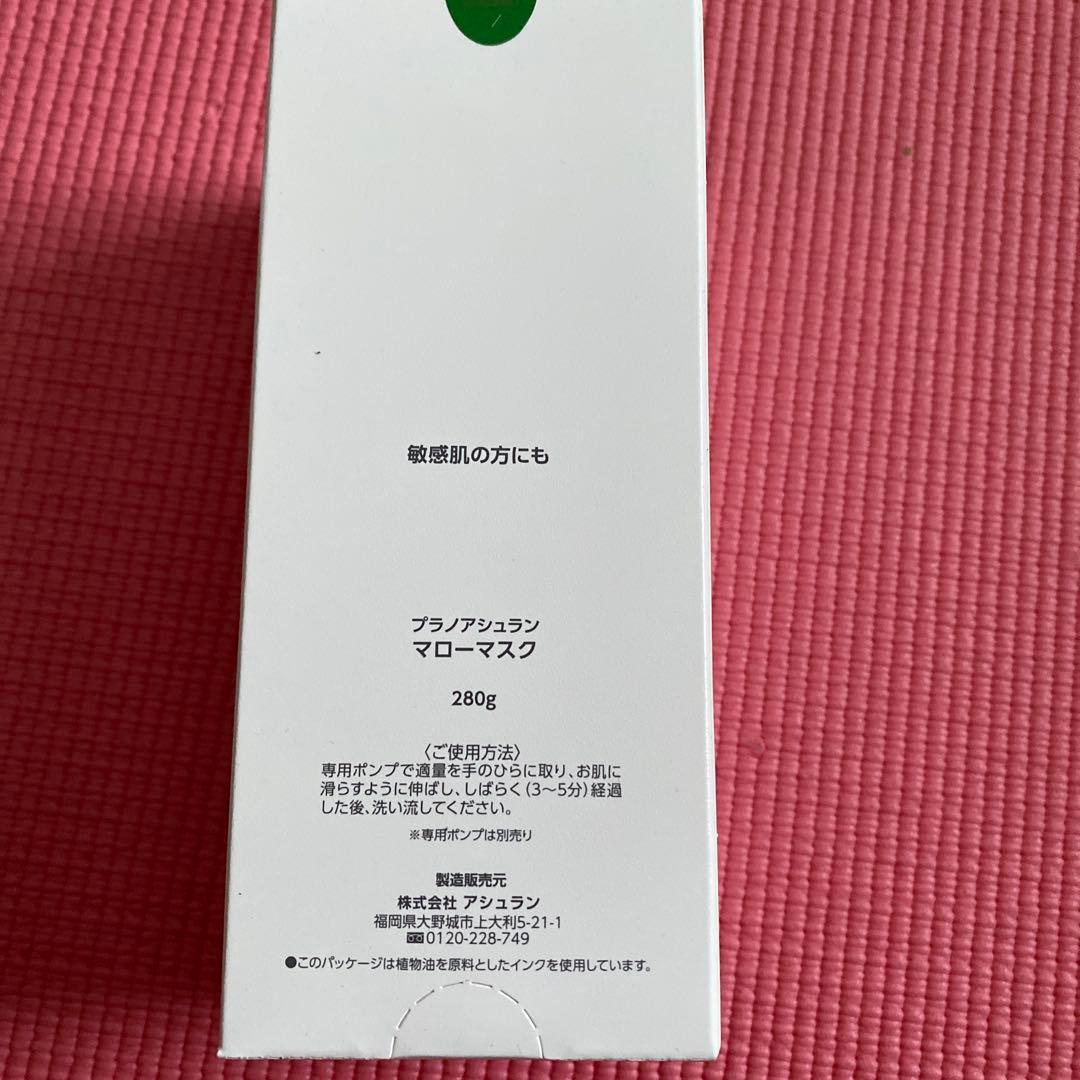 敏感肌の方にも
プラノアシュラン
マローマスク
280g
〈ご使用方法〉
専用ポンプで適量を手のひらに取り、お肌に
滑らすように伸ばし、しばらく（3〜5分）経過
した後、洗い流してください。
※専用ポンプは別売り
製造販売元
株式会社 アシュラン
福岡県大野城市上大利5-21-1
0120-228-749
●このパッケージは植物油を原料としたインクを使用しています。